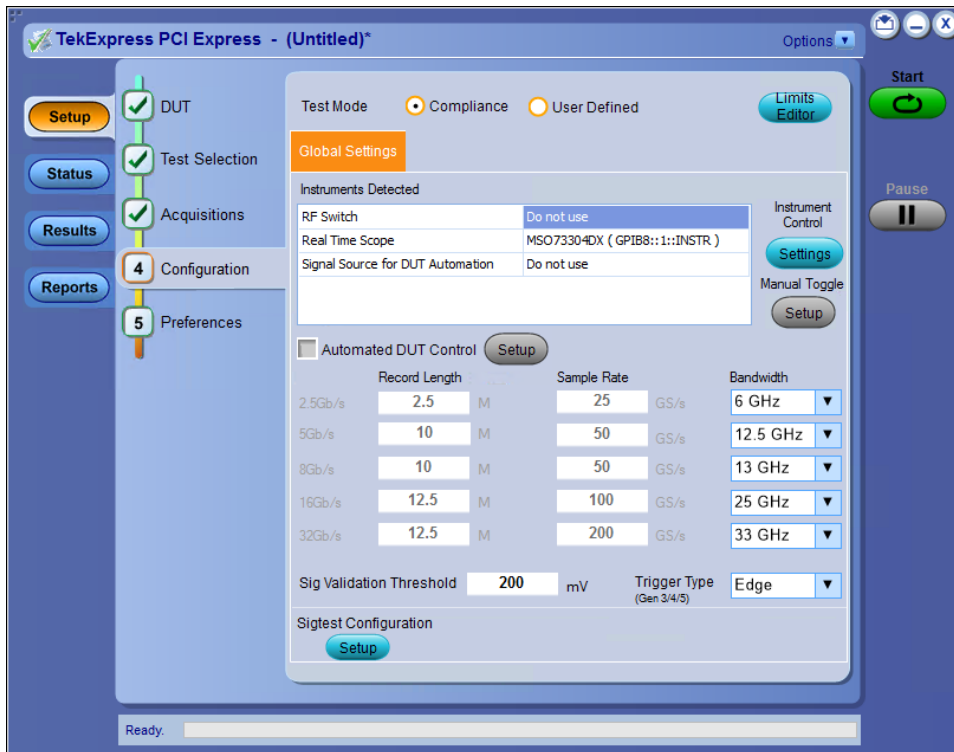 TekExpress PCI Express - (Untitled)*
Options
X
Start
Pause
Setup
Status
Results
Reports
DUT
Test Selection
Acquisitions
4 Configuration
5 Preferences
Test Mode Compliance User Defined
Limits
Editor
Global Settings
Instruments Detected
RF Switch Do not use
Real Time Scope MSO73304DX ( GPIB8::1::INSTR )
Signal Source for DUT Automation Do not use
Instrument
Control
Settings
Manual Toggle
Setup
Automated DUT Control Setup
Record Length Sample Rate Bandwidth
2.5Gb/s 2.5 M 25 GS/s 6 GHz
5Gb/s 10 M 50 GS/s 12.5 GHz
8Gb/s 10 M 50 GS/s 13 GHz
16Gb/s 12.5 M 100 GS/s 25 GHz
32Gb/s 12.5 M 200 GS/s 33 GHz
Sig Validation Threshold 200 mV Trigger Type Edge
(Gen 3/4/5)
Sigtest Configuration
Setup
Ready.